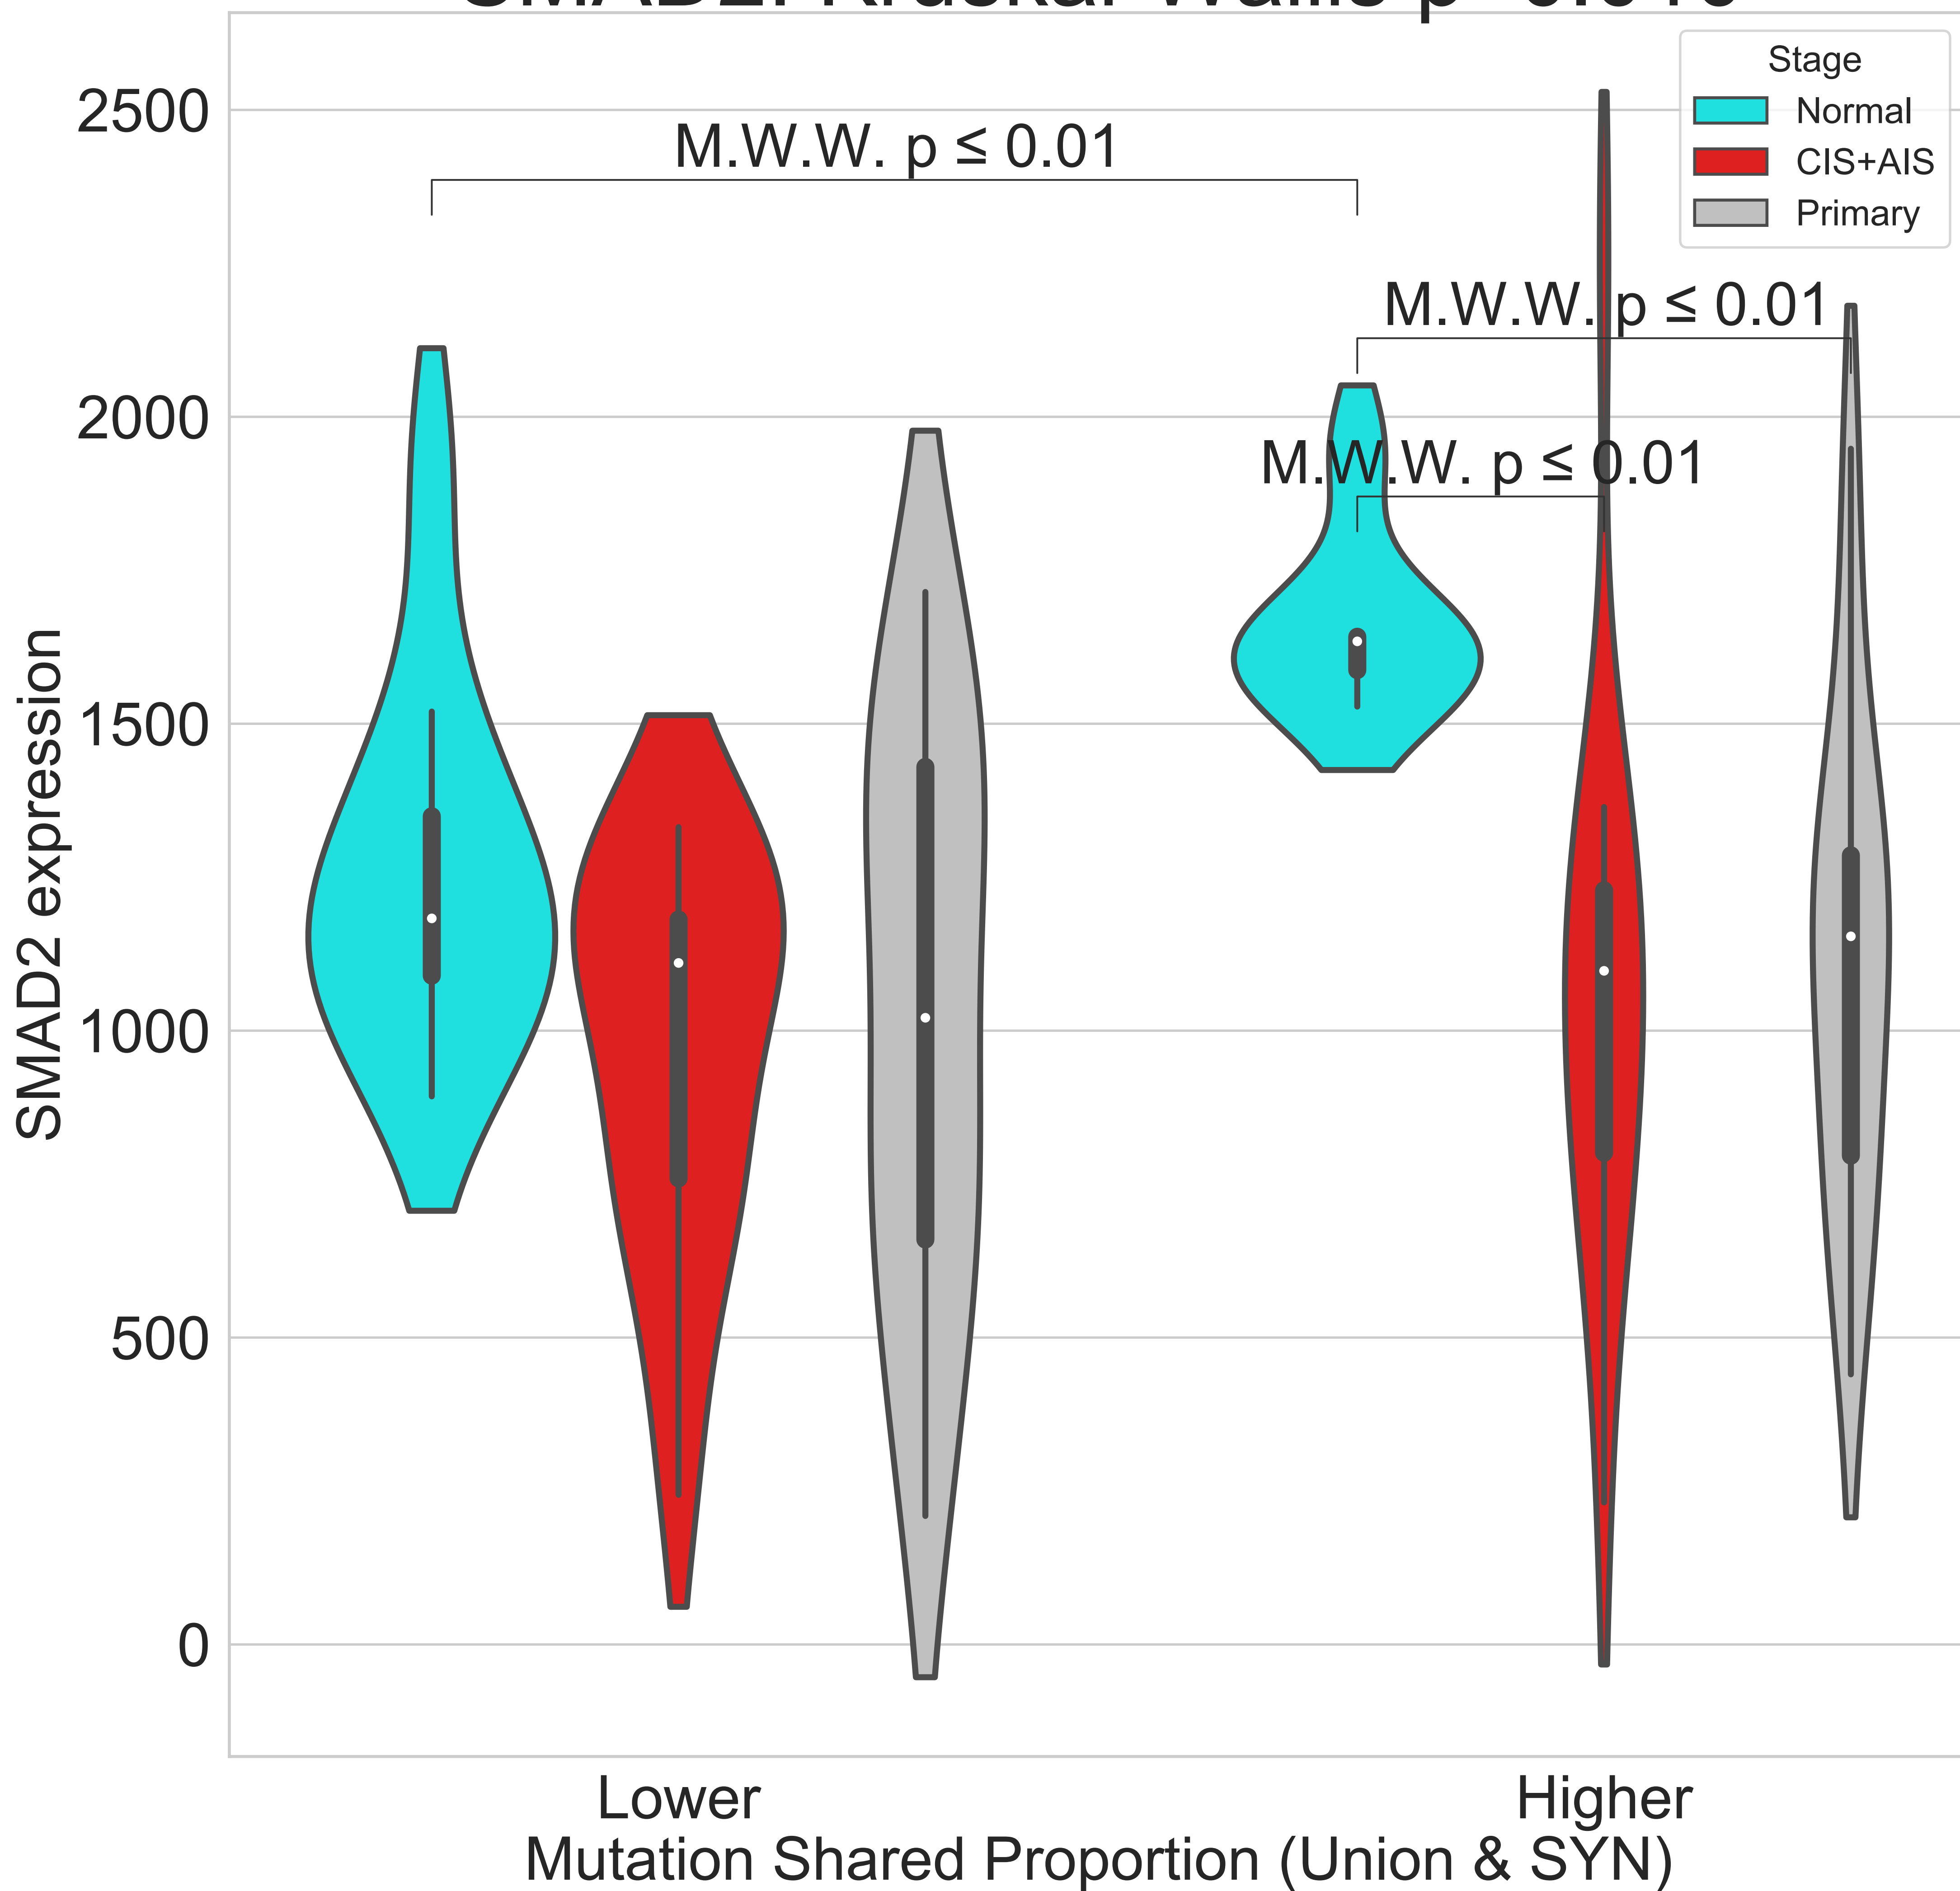 Stage
Normal
CIS+AIS
Primary
M.W.W. p ≤ 0.01
M.W.W. p ≤ 0.01
M.W.W. p ≤ 0.01
2500
2000
1500
1000
500
0
SMAD2 expression
Lower
Higher
Mutation Shared Proportion (Union & SYN)